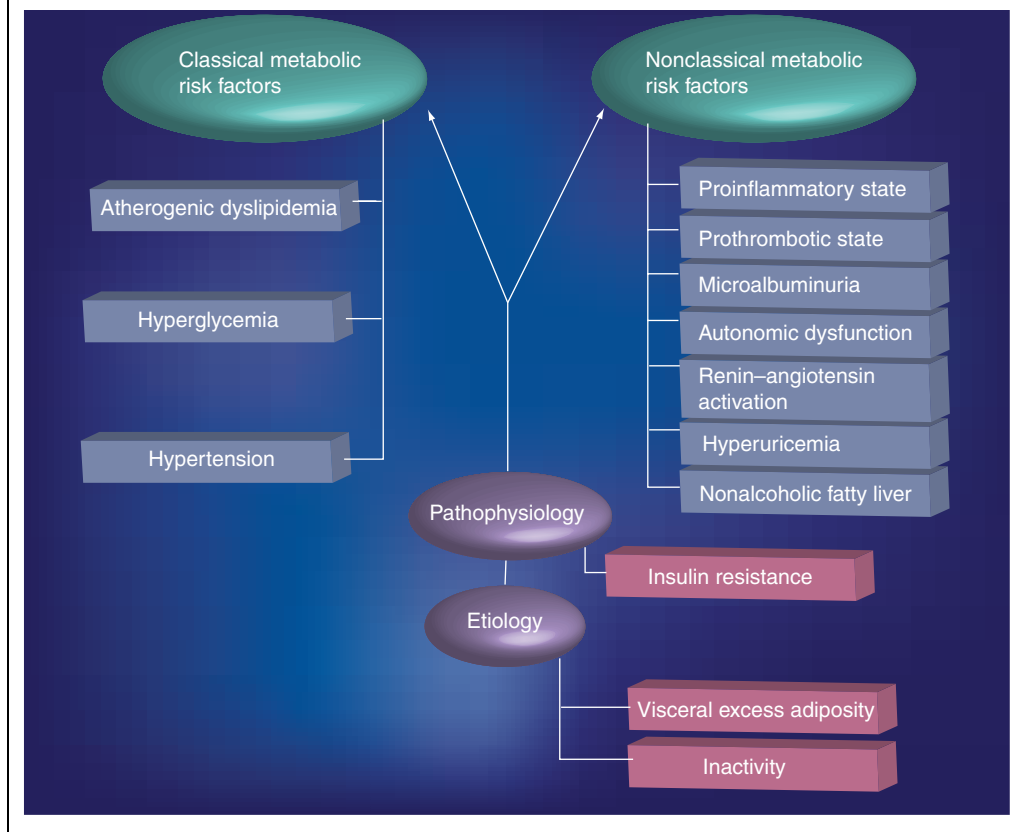 Classical metabolic
risk factors
Nonclassical metabolic
risk factors
Atherogenic dyslipidemia
Hyperglycemia
Hypertension
Proinflammatory state
Prothrombotic state
Microalbuminuria
Autonomic dysfunction
Renin–angiotensin
activation
Hyperuricemia
Nonalcoholic fatty liver
Pathophysiology
Insulin resistance
Etiology
Visceral excess adiposity
Inactivity